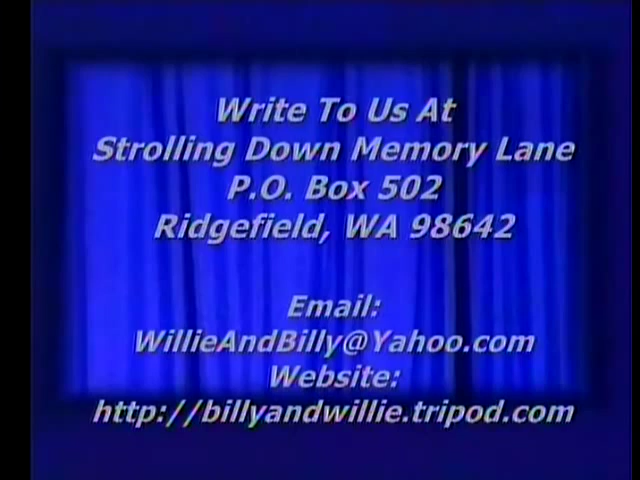 Write To Us At
Strolling Down Memory Lane
P.O. Box 502
Ridgefield, WA 98642
Email:
WillieAndBilly@Yahoo.com
Website:
http://billyandwillie.tripod.com